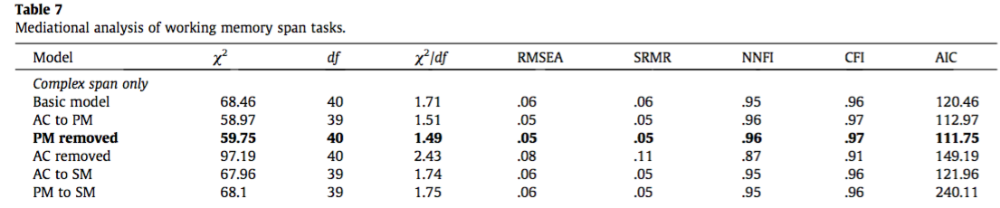 Table 7
Mediational analysis of working memory span tasks.
Model χ² df χ²/df RMSEA SRMR NNFI CFI AIC
Complex span only
Basic model 68.46 40 1.71 .06 .06 .95 .96 120.46
AC to PM 58.97 39 1.51 .05 .05 .96 .97 112.97
PM removed 59.75 40 1.49 .05 .05 .96 .97 111.75
AC removed 97.19 40 2.43 .08 .11 .87 .91 149.19
AC to SM 67.96 39 1.74 .06 .05 .95 .96 121.96
PM to SM 68.1 39 1.75 .06 .05 .95 .96 240.11